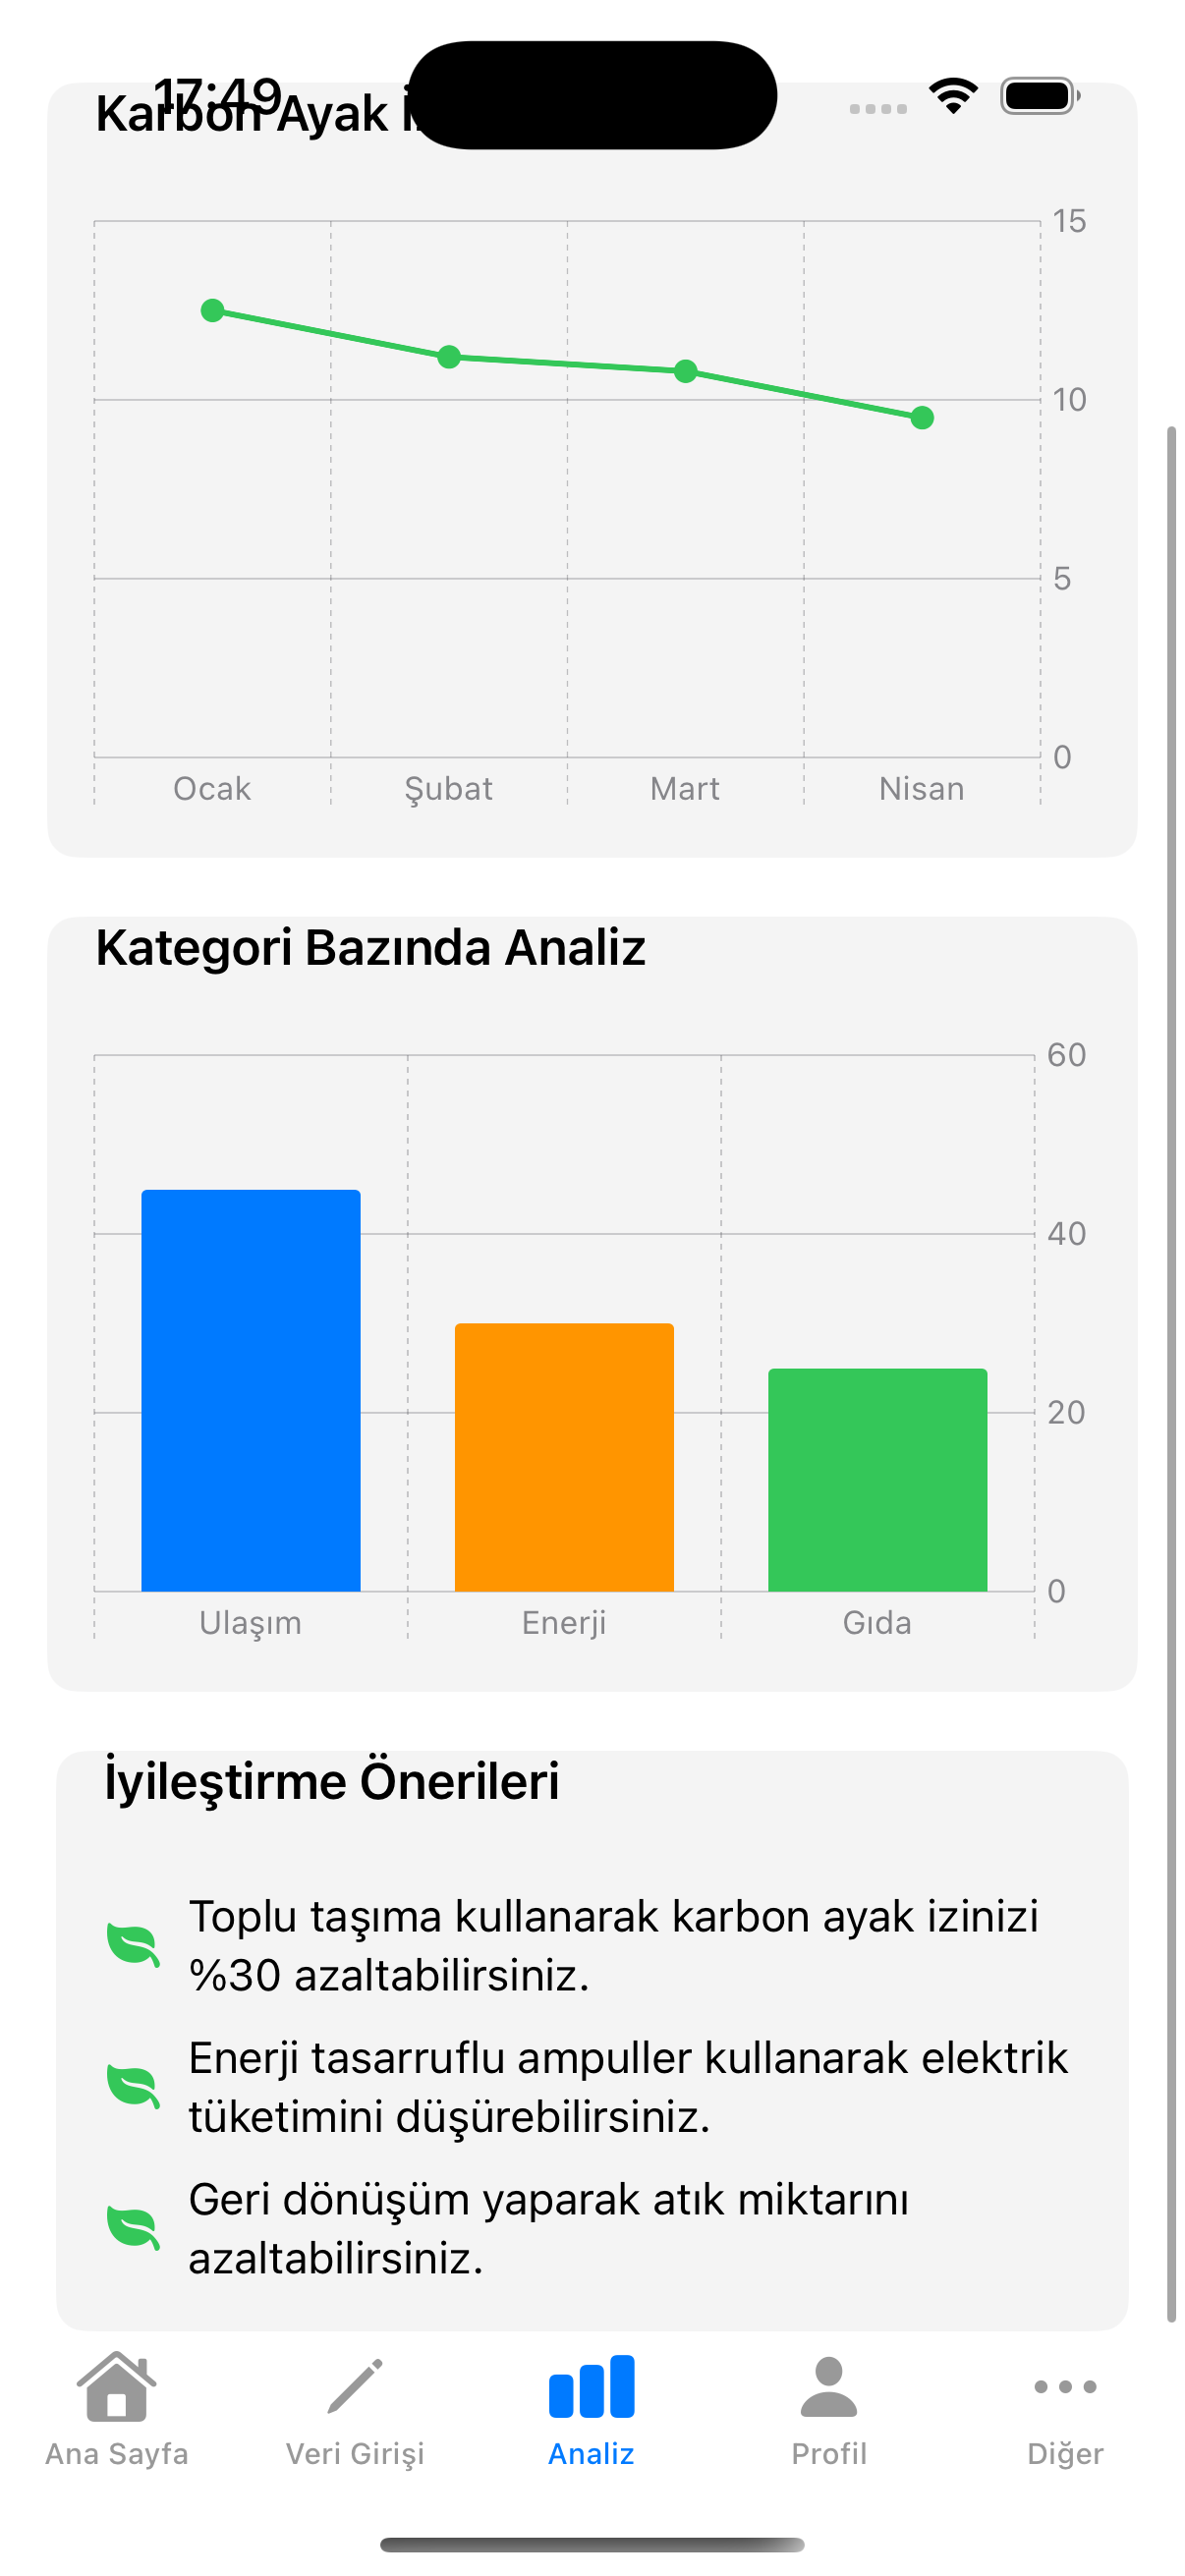 17:49
Karbon Ayak
15
10
5
0
Ocak Şubat Mart Nisan
Kategori Bazında Analiz
60
40
20
0
Ulaşım Enerji Gıda
İyileştirme Önerileri
Toplu taşıma kullanarak karbon ayak izinizi
%30 azaltabilirsiniz.
Enerji tasarruflu ampuller kullanarak elektrik
tüketimini düşürebilirsiniz.
Geri dönüşüm yaparak atık miktarını
azaltabilirsiniz.
Ana Sayfa Veri Girişi Analiz Profil Diğer